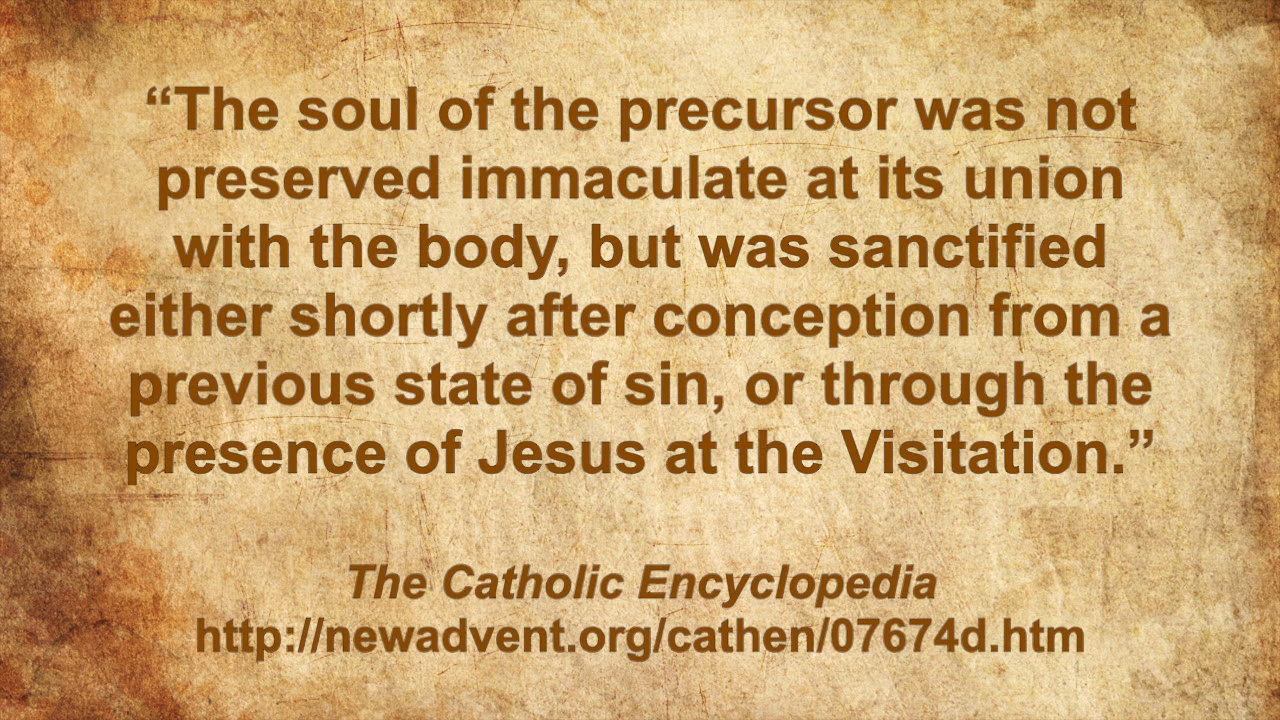 “The soul of the precursor was not
preserved immaculate at its union
with the body, but was sanctified
either shortly after conception from a
previous state of sin, or through the
presence of Jesus at the Visitation.”
The Catholic Encyclopedia
http://newadvent.org/cathen/07674d.htm